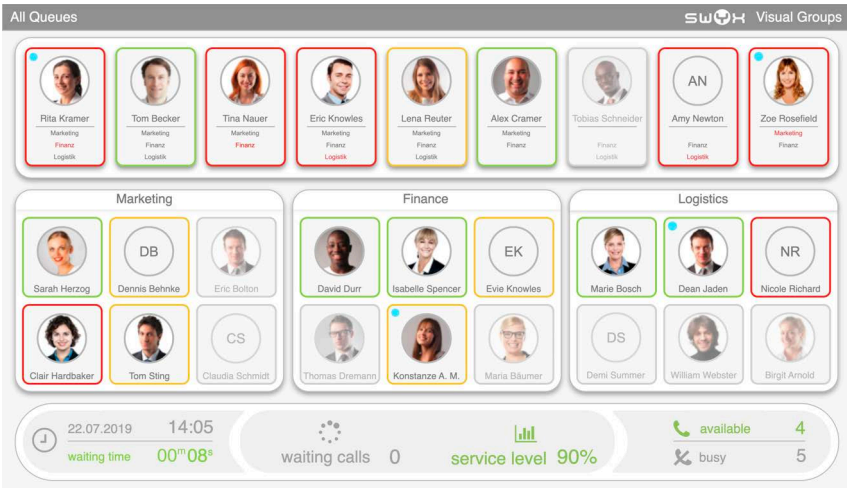 All Queues
swyx Visual Groups
Rita Kramer
Marketing
Finanz
Logistik
Tom Becker
Marketing
Finanz
Logistik
Tina Nauer
Marketing
Finanz
Eric Knowles
Marketing
Finanz
Logistik
Lena Reuter
Marketing
Finanz
Logistik
Alex Cramer
Marketing
Finanz
Tobias Schneider
Finanz
Logistik
AN
Amy Newton
Finanz
Logistik
Zoe Rosefield
Marketing
Finanz
Marketing
Sarah Herzog
DB
Dennis Behnke
Eric Bolton
Clair Hardbaker
Tom Sting
CS
Claudia Schmidt
Finance
David Durr
Isabelle Spencer
EK
Evie Knowles
Thomas Dremann
Konstanze A. M.
Maria Bäumer
Logistics
Marie Bosch
Dean Jaden
NR
Nicole Richard
DS
Demi Summer
William Webster
Birgit Arnold
22.07.2019 14:05
waiting time 00m08s
waiting calls 0
service level 90%
available 4
busy 5